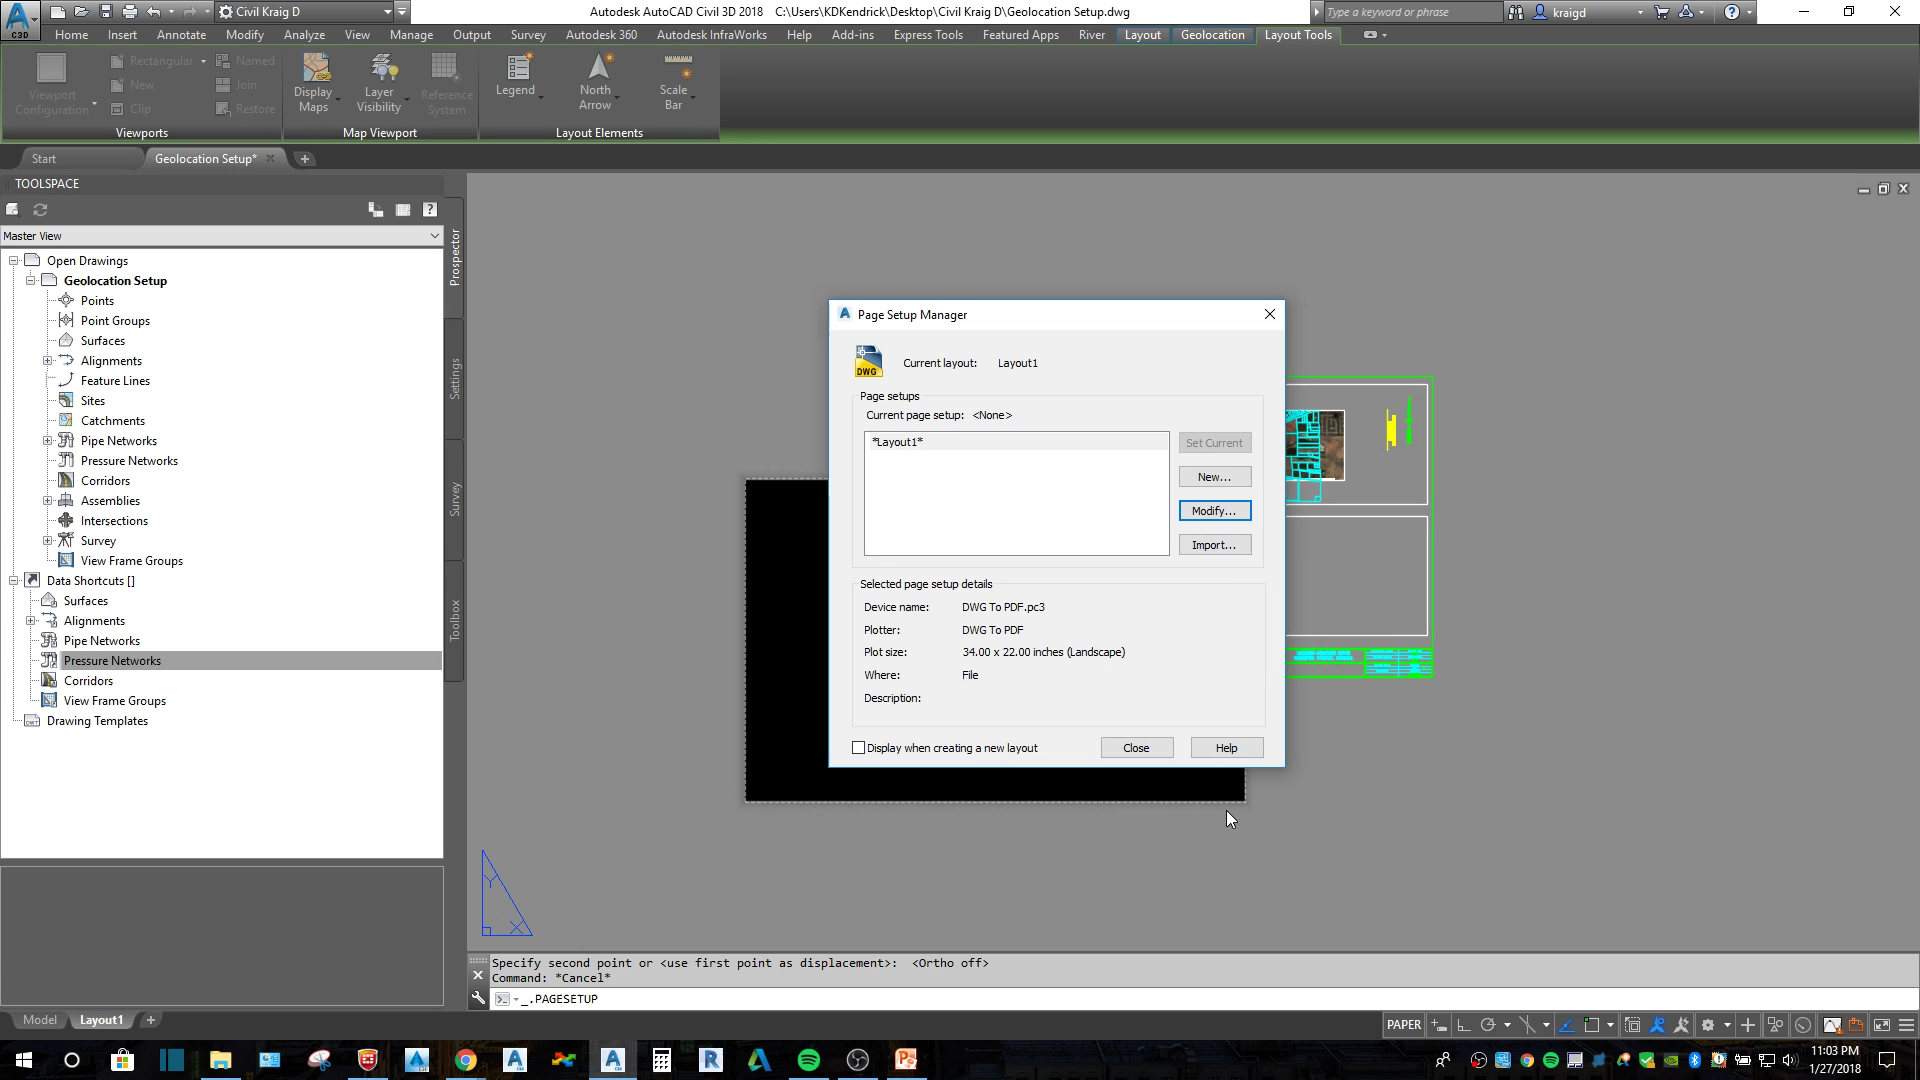 Civil Kraig D
Autodesk AutoCAD Civil 3D 2018 C:\Users\KDKendrick\Desktop\Civil Kraig D\Geolocation Setup.dwg
Type a keyword or phrase
kraigd
C3D
Home Insert Annotate Modify Analyze View Manage Output Survey Autodesk 360 Autodesk InfraWorks Help Add-ins Express Tools Featured Apps River Layout Geolocation Layout Tools
Viewport Configuration
Rectangular
New
Clip
Named
Join
Restore
Display Maps
Layer Visibility
Reference System
Legend
North Arrow
Scale Bar
Viewports
Map Viewport
Layout Elements
Start
Geolocation Setup*
TOOLSPACE
Master View
Open Drawings
Geolocation Setup
Points
Point Groups
Surfaces
Alignments
Feature Lines
Sites
Catchments
Pipe Networks
Pressure Networks
Corridors
Assemblies
Intersections
Survey
View Frame Groups
Data Shortcuts []
Surfaces
Alignments
Pipe Networks
Pressure Networks
Corridors
View Frame Groups
Drawing Templates
Prospector
Settings
Survey
Toolbox
Page Setup Manager
DWG
Current layout: Layout1
Page setups
Current page setup: <None>
*Layout1*
Set Current
New...
Modify...
Import...
Selected page setup details
Device name: DWG To PDF.pc3
Plotter: DWG To PDF
Plot size: 34.00 x 22.00 inches (Landscape)
Where: File
Description:
Display when creating a new layout
Close
Help
Y
X
Specify second point or <use first point as displacement>: <Ortho off>
Command: *Cancel*
_.PAGESETUP
Model
Layout1
PAPER
11:03 PM
1/27/2018